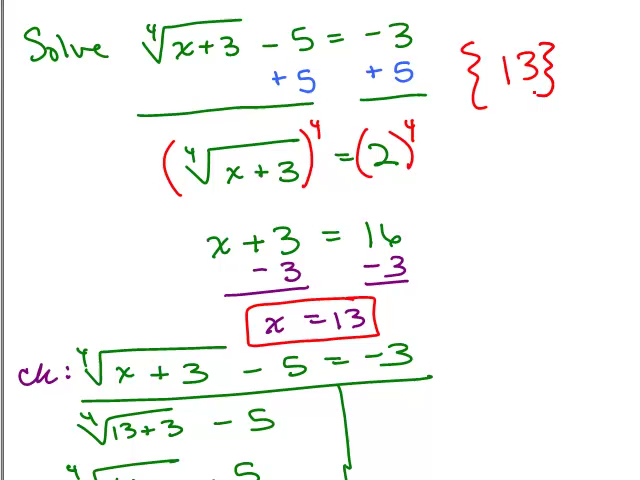 Solve ∜(x+3) - 5 = -3 {13}
+5 +5
(∜(x+3))⁴ = (2)⁴
x + 3 = 16
-3 -3
x = 13
ck: ∜(x+3) - 5 = -3
∜(13+3) - 5
- 5